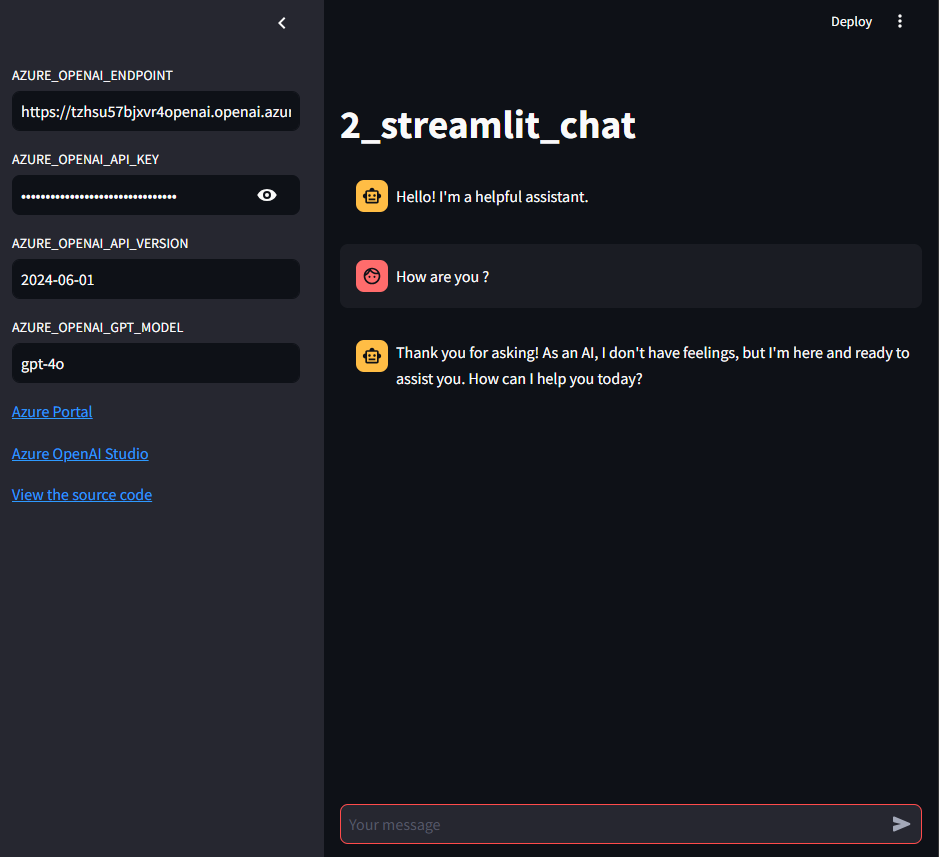 Deploy
AZURE_OPENAI_ENDPOINT
https://tzhsu57bjxvr4openai.openai.azur
AZURE_OPENAI_API_KEY
••••••••••••••••••••••••••••••••
AZURE_OPENAI_API_VERSION
2024-06-01
AZURE_OPENAI_GPT_MODEL
gpt-4o
Azure Portal
Azure OpenAI Studio
View the source code
2_streamlit_chat
Hello! I'm a helpful assistant.
How are you ?
Thank you for asking! As an AI, I don't have feelings, but I'm here and ready to
assist you. How can I help you today?
Your message